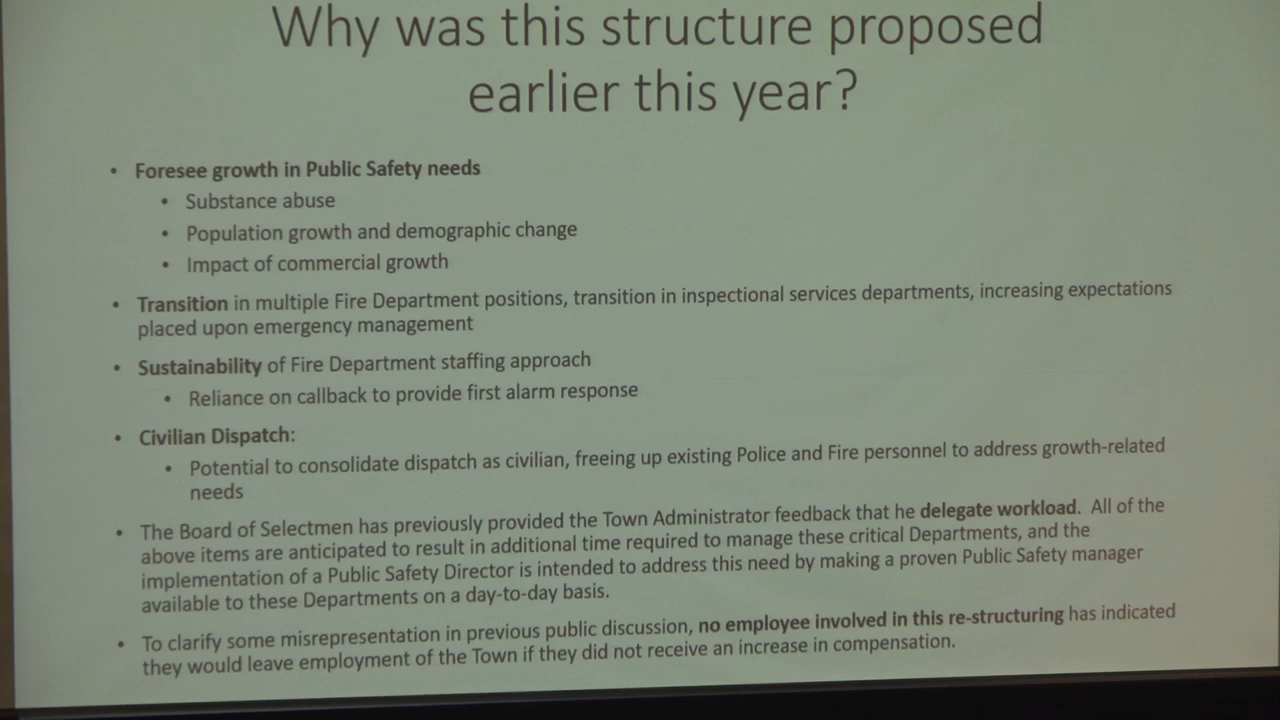 Why was this structure proposed
earlier this year?
• Foresee growth in Public Safety needs
• Substance abuse
• Population growth and demographic change
• Impact of commercial growth
• Transition in multiple Fire Department positions, transition in inspectional services departments, increasing expectations
placed upon emergency management
• Sustainability of Fire Department staffing approach
• Reliance on callback to provide first alarm response
• Civilian Dispatch:
• Potential to consolidate dispatch as civilian, freeing up existing Police and Fire personnel to address growth-related
needs
• The Board of Selectmen has previously provided the Town Administrator feedback that he delegate workload. All of the
above items are anticipated to result in additional time required to manage these critical Departments, and the
implementation of a Public Safety Director is intended to address this need by making a proven Public Safety manager
available to these Departments on a day-to-day basis.
• To clarify some misrepresentation in previous public discussion, no employee involved in this re-structuring has indicated
they would leave employment of the Town if they did not receive an increase in compensation.